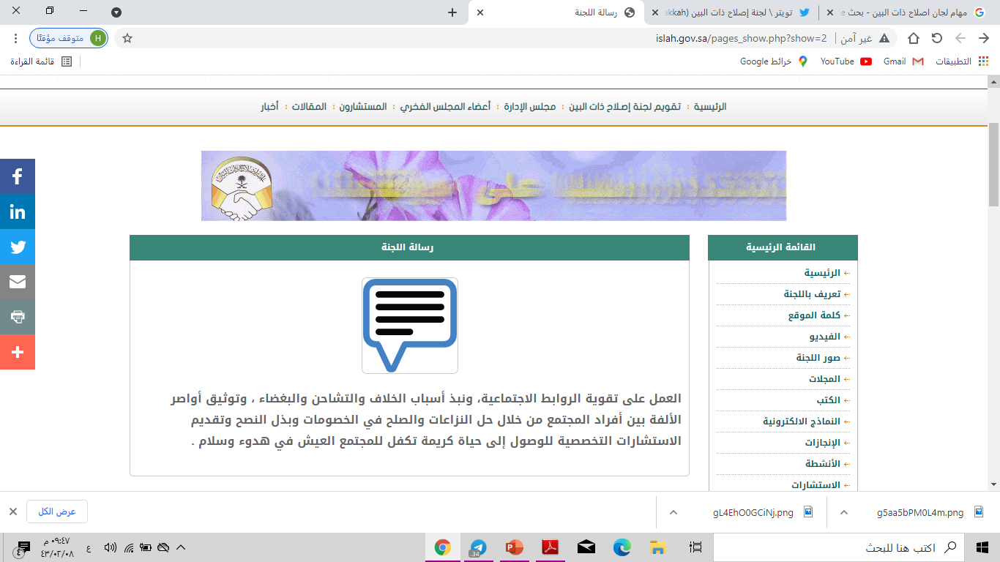 مهام لجان اصلاح ذات البين - بحث
تويتر \ لجنة إصلاح ذات البين
رسالة اللجنة
islah.gov.sa/pages_show.php?show=2
غير آمن
H
متوقف مؤقتًا
التطبيقات
Gmail
YouTube
خرائط Google
قائمة القراءة
الرئيسية : تقويم لجنة إصلاح ذات البين : مجلس الإدارة : أعضاء المجلس الفخري : المستشارون : المقالات : أخبار
على
القائمة الرئيسية
الرئيسية
تعريف باللجنة
كلمة الموقع
الفيديو
صور اللجنة
المجلات
الكتب
النماذج الالكترونية
الإنجازات
الأنشطة
الاستشارات
رسالة اللجنة
العمل على تقوية الروابط الاجتماعية، ونبذ أسباب الخلاف والتشاحن والبغضاء ، وتوثيق أواصر
الألفة بين أفراد المجتمع من خلال حل النزاعات والصلح في الخصومات وبذل النصح وتقديم
الاستشارات التخصصية للوصول إلى حياة كريمة تكفل للمجتمع العيش في هدوء وسلام .
f
in
g5aa5bPM0L4m.png
gL4EhO0GCiNj.png
عرض الكل
اكتب هنا للبحث
34
ع
٠٩:٤٧ م
٤٣/٠٢/٠٨
٤